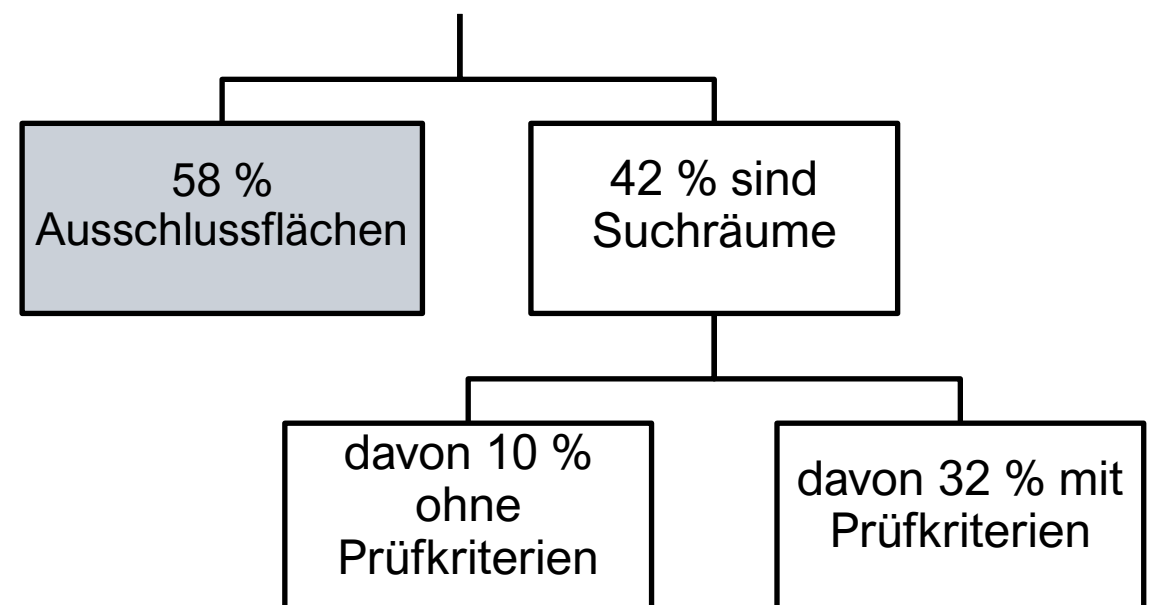 58 %
Ausschlussflächen
42 % sind
Suchräume
davon 10 %
ohne
Prüfkriterien
davon 32 % mit
Prüfkriterien